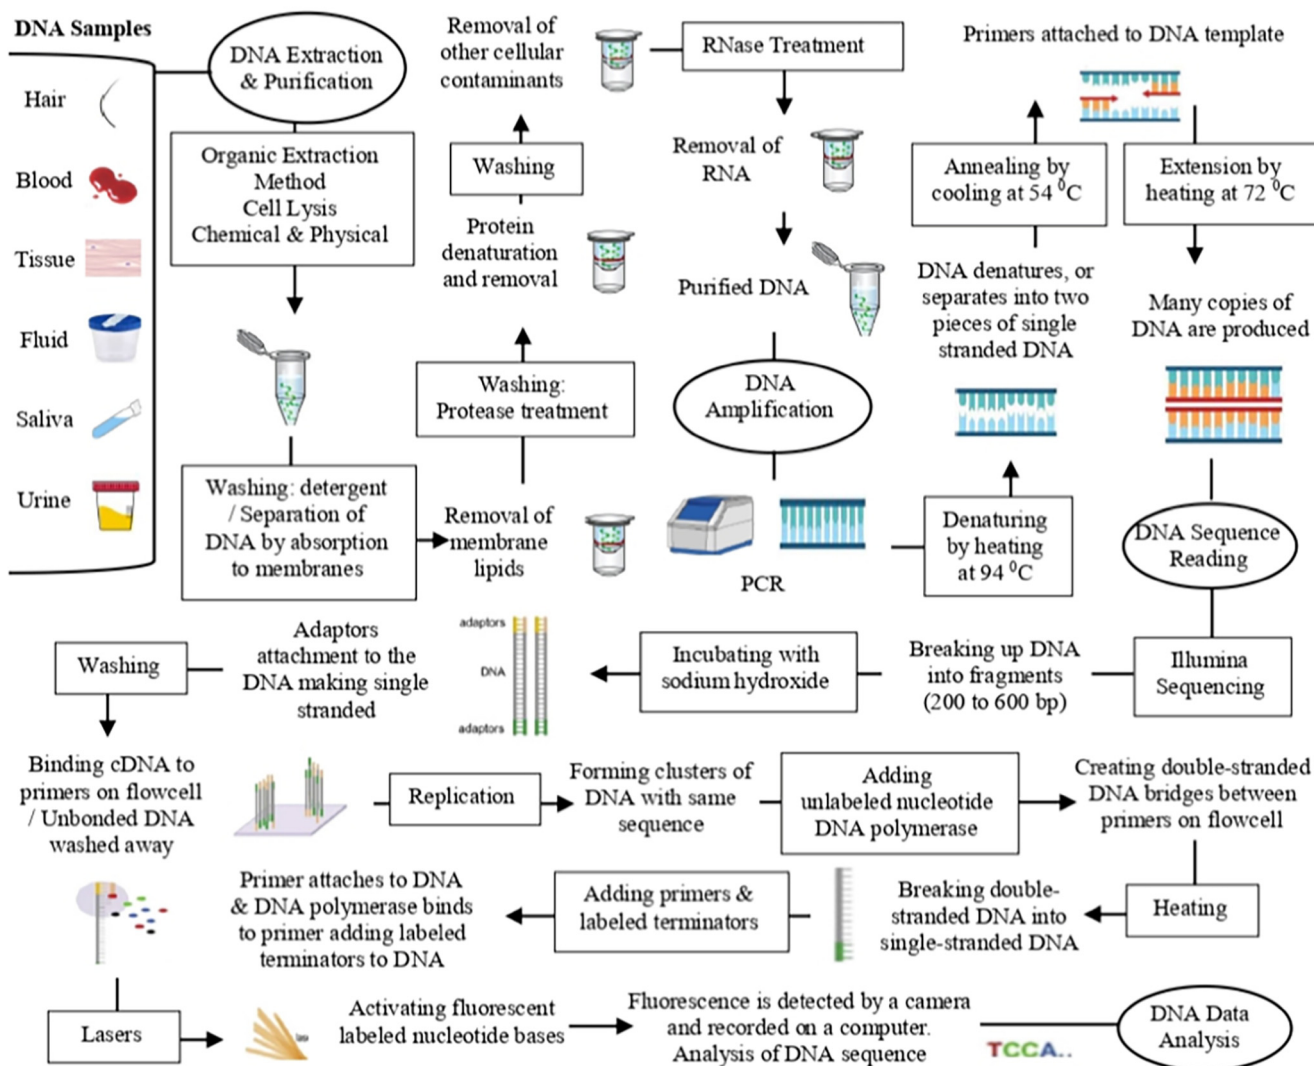 DNA Samples
Hair
Blood
Tissue
Fluid
Saliva
Urine
DNA Extraction
& Purification
Organic Extraction
Method
Cell Lysis
Chemical & Physical
Washing: detergent
/ Separation of
DNA by absorption
to membranes
Removal of
membrane
lipids
Washing:
Protease treatment
Protein
denaturation
and removal
Washing
Removal of
other cellular
contaminants
RNase Treatment
Removal of
RNA
Purified DNA
DNA
Amplification
PCR
Denaturing
by heating
at 94 ⁰C
DNA denatures, or
separates into two
pieces of single
stranded DNA
Annealing by
cooling at 54 ⁰C
Primers attached to DNA template
Extension by
heating at 72 ⁰C
Many copies of
DNA are produced
DNA Sequence
Reading
Illumina
Sequencing
Breaking up DNA
into fragments
(200 to 600 bp)
Incubating with
sodium hydroxide
adaptors
DNA
adaptors
Adaptors
attachment to the
DNA making single
stranded
Washing
Binding cDNA to
primers on flowcell
/ Unbonded DNA
washed away
Replication
Forming clusters of
DNA with same
sequence
Adding
unlabeled nucleotide
DNA polymerase
Creating double-stranded
DNA bridges between
primers on flowcell
Heating
Breaking double-
stranded DNA into
single-stranded DNA
Adding primers &
labeled terminators
Primer attaches to DNA
& DNA polymerase binds
to primer adding labeled
terminators to DNA
Lasers
Activating fluorescent
labeled nucleotide bases
Fluorescence is detected by a camera
and recorded on a computer.
Analysis of DNA sequence
TCCA..
DNA Data
Analysis